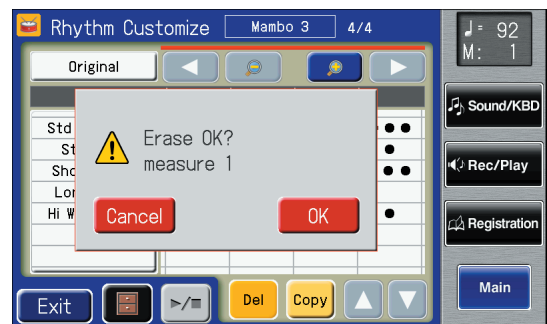 Rhythm Customize Mambo 3 4/4
♩= 92
M: 1
Original
Std
St
Sho
Lon
Hi W
Erase OK?
measure 1
Cancel OK
Sound/KBD
Rec/Play
Registration
Main
Exit ►/■ Del Copy